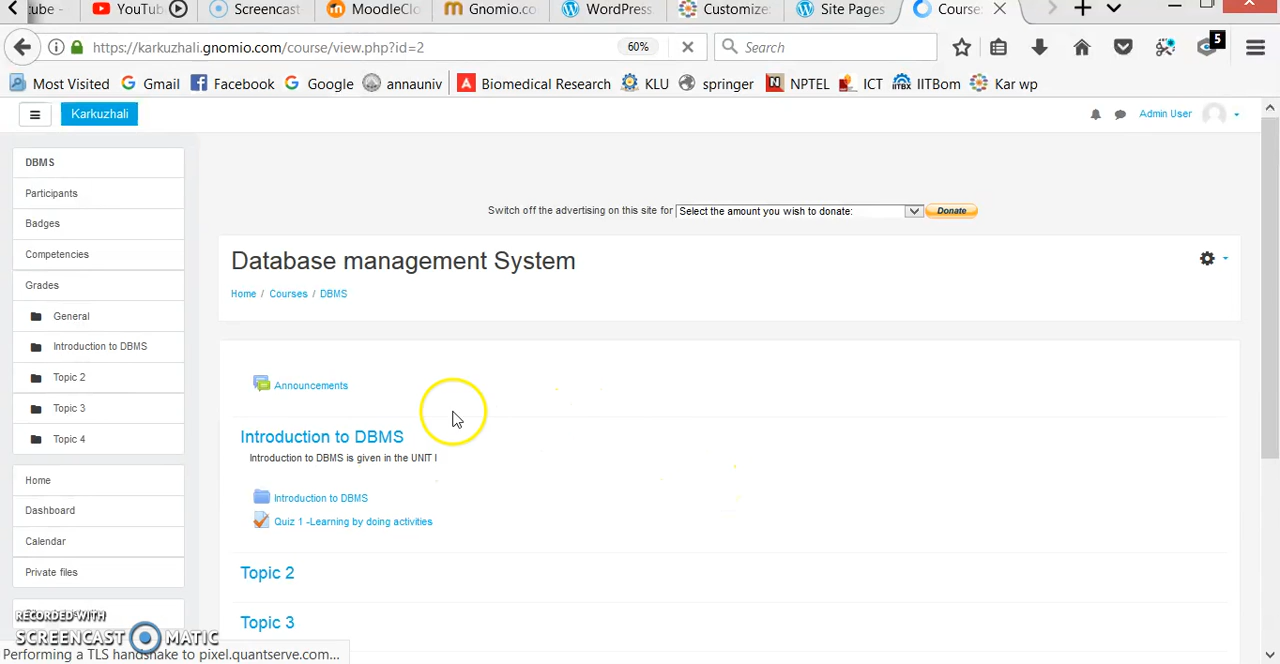 cube -
YouTub
Screencast
MoodleClo
Gnomio.co
WordPress
Customize
Site Pages
Course:
https://karkuzhali.gnomio.com/course/view.php?id=2
60%
Search
5
Most Visited
Gmail
Facebook
Google
annauniv
Biomedical Research
KLU
springer
NPTEL
ICT
IITBom
Kar wp
Karkuzhali
Admin User
DBMS
Participants
Badges
Competencies
Grades
General
Introduction to DBMS
Topic 2
Topic 3
Topic 4
Home
Dashboard
Calendar
Private files
Switch off the advertising on this site for
Select the amount you wish to donate:
Donate
Database management System
Home / Courses / DBMS
Announcements
Introduction to DBMS
Introduction to DBMS is given in the UNIT I
Introduction to DBMS
Quiz 1 -Learning by doing activities
Topic 2
Topic 3
RECORDED WITH
SCREENCAST MATIC
Performing a TLS handshake to pixel.quantserve.com...